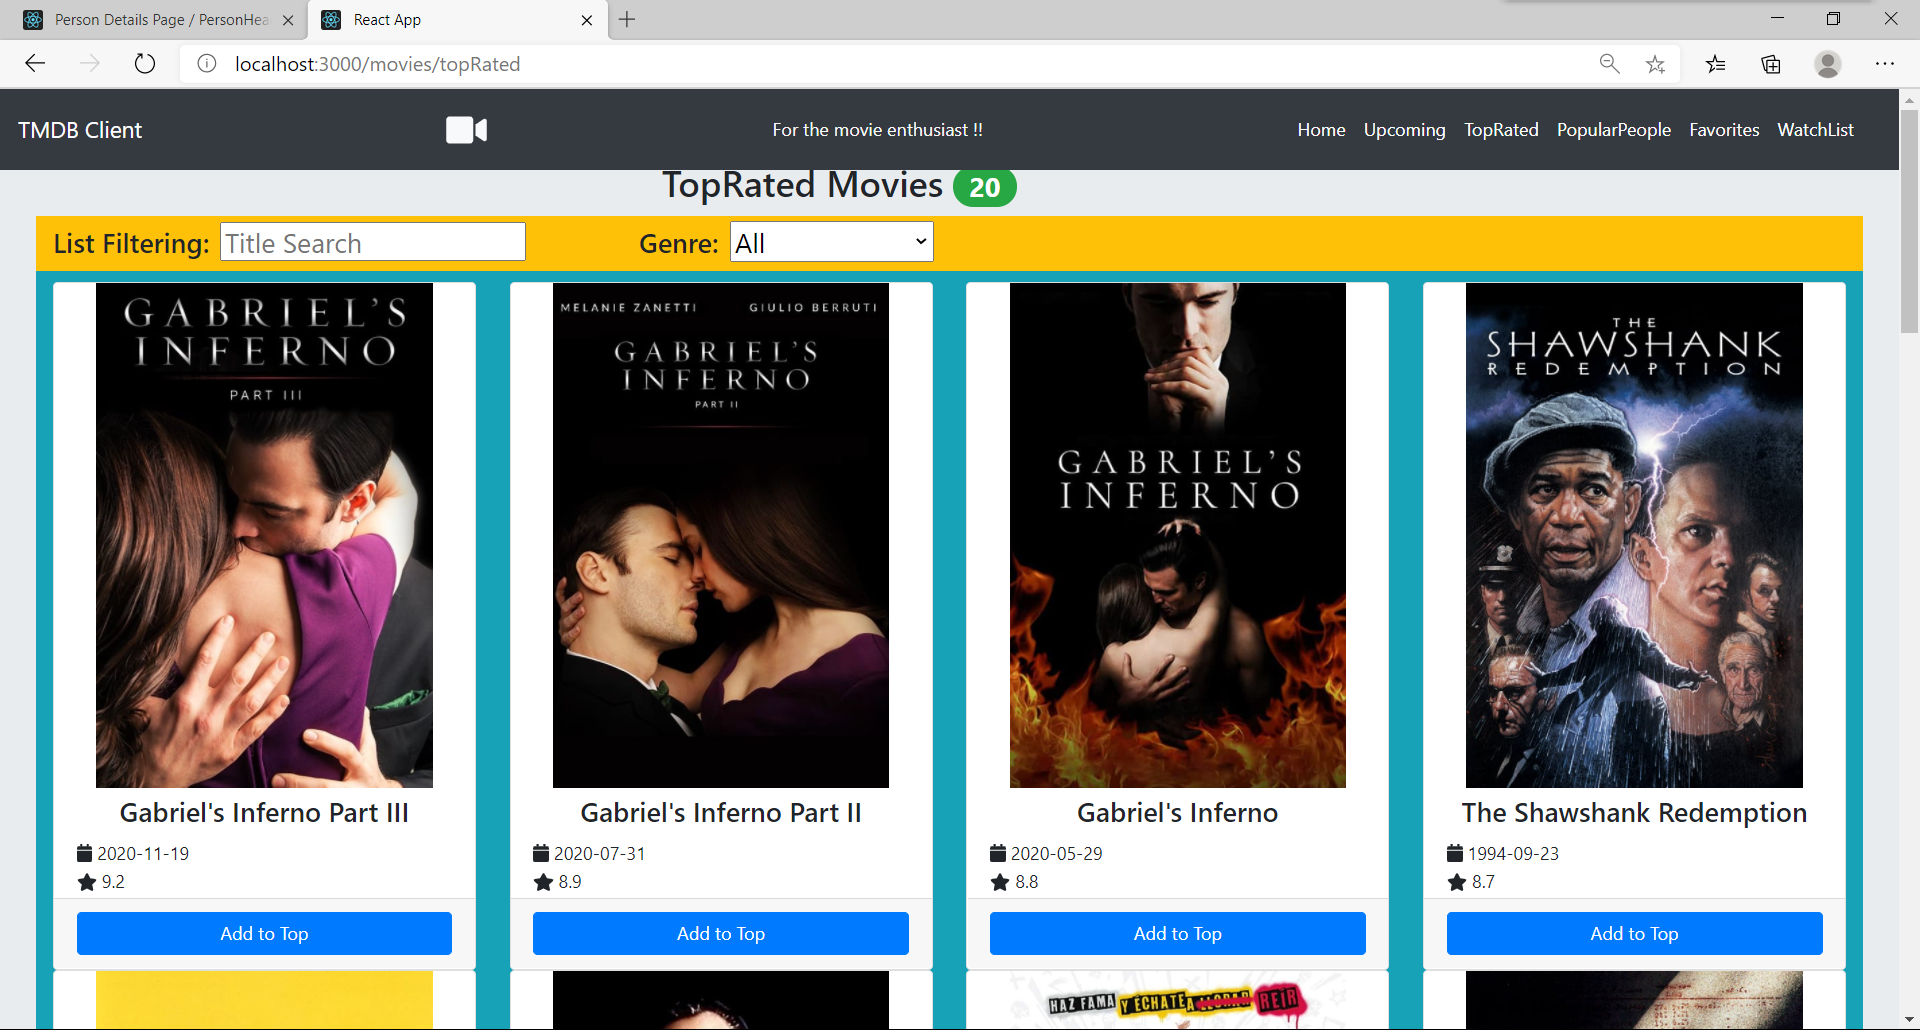 Person Details Page / PersonHea
React App
localhost:3000/movies/topRated
TMDB Client
For the movie enthusiast !!
Home Upcoming TopRated PopularPeople Favorites WatchList
TopRated Movies 20
List Filtering: Title Search Genre: All
GABRIEL'S
INFERNO
PART III
MELANIE ZANETTI GIULIO BERRUTI
GABRIEL'S
INFERNO
PART II
GABRIEL'S
INFERNO
THE
SHAWSHANK
REDEMPTION
Gabriel's Inferno Part III
2020-11-19
9.2
Add to Top
Gabriel's Inferno Part II
2020-07-31
8.9
Add to Top
Gabriel's Inferno
2020-05-29
8.8
Add to Top
The Shawshank Redemption
1994-09-23
8.7
Add to Top
HAZ FAMA Y ÉCHATE A LLORAR REÍR